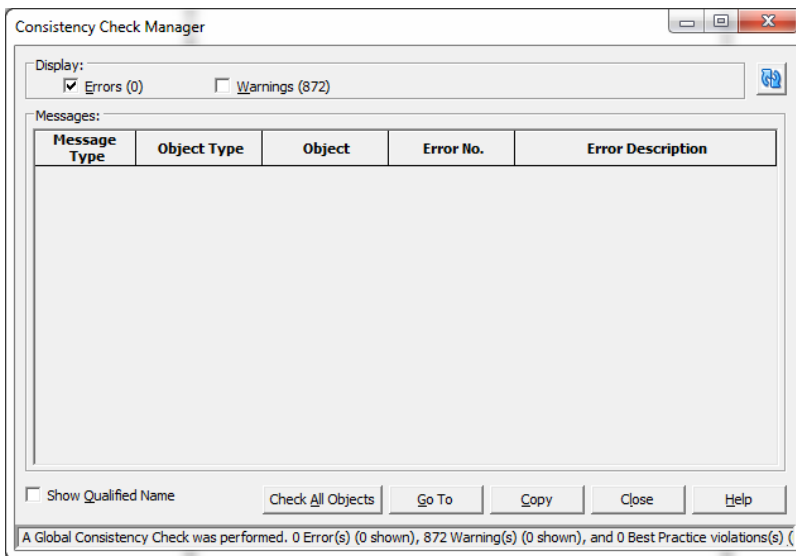 Consistency Check Manager
Display:
Errors (0) Warnings (872)
Messages:
Message Type Object Type Object Error No. Error Description
Show Qualified Name Check All Objects Go To Copy Close Help
A Global Consistency Check was performed. 0 Error(s) (0 shown), 872 Warning(s) (0 shown), and 0 Best Practice violations(s) (